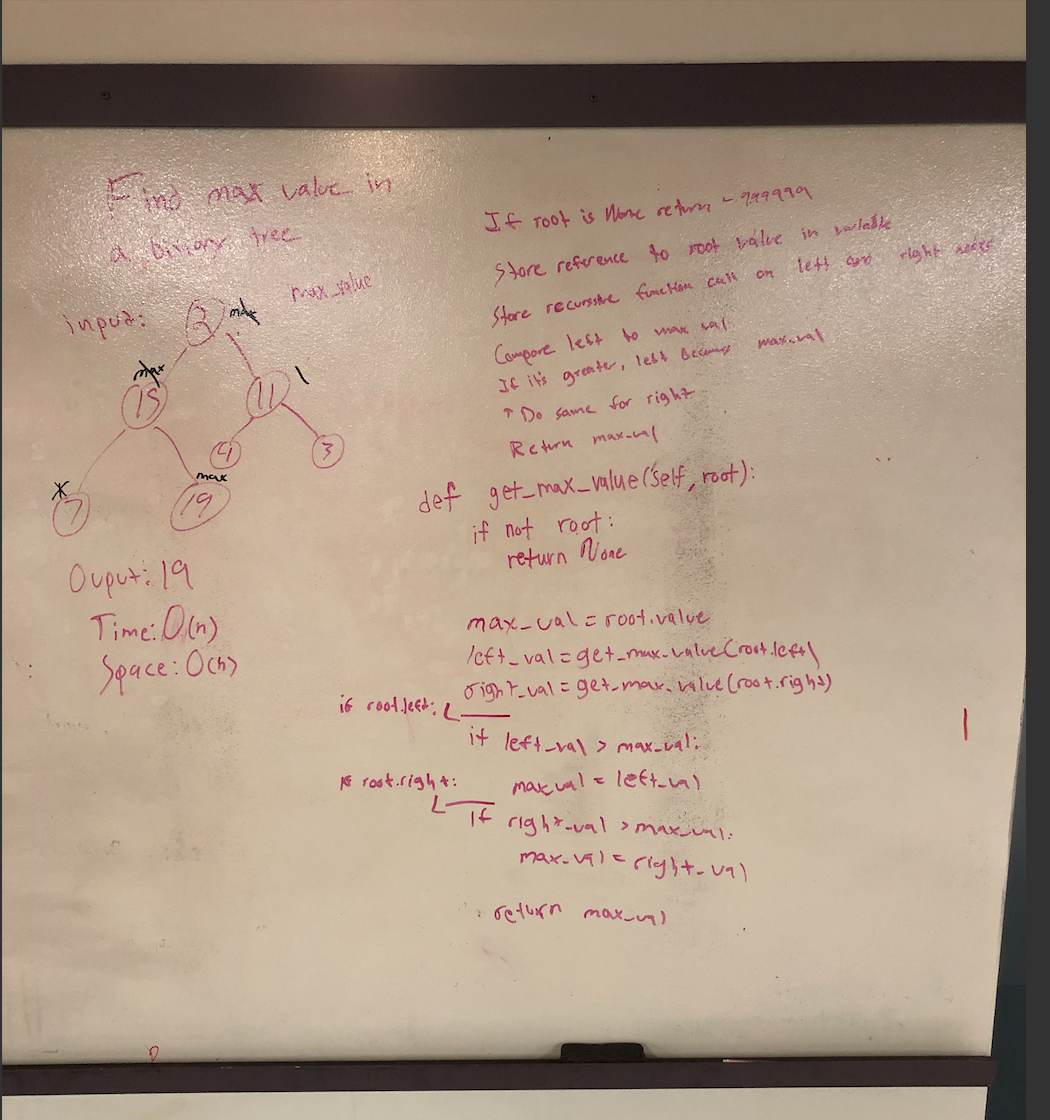 Find max value in
a binary tree
max_value
input:
2
max
max
15
11
4
3
*
7
max
19
Ouput: 19
Time: O(n)
Space: O(h)
If root is None return -999999
Store reference to root value in variable
Store recursive function call on left and right nodes
Compare left to max val
If it's greater, left becomes max_val
↑ Do same for right
Return max_val
def get_max_value(self, root):
if not root:
return None
max_val = root.value
left_val = get_max_value(root.left)
right_val = get_max_value(root.right)
if root.left:
if left_val > max_val:
max val = left_val
if root.right:
if right_val > max_val:
max_val = right_val
return max_val